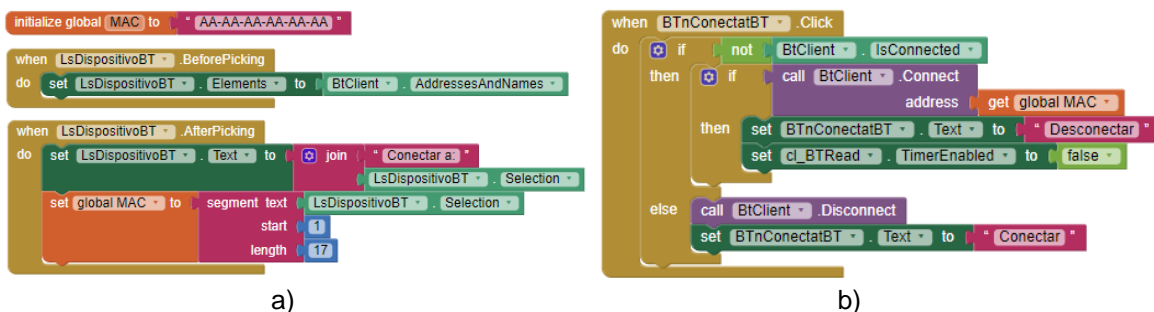 initialize global MAC to " AA-AA-AA-AA-AA-AA "
when LsDispositivoBT .BeforePicking
do set LsDispositivoBT . Elements to BtClient . AddressesAndNames
when LsDispositivoBT .AfterPicking
do set LsDispositivoBT . Text to join " Conectar a: "
LsDispositivoBT . Selection
set global MAC to segment text LsDispositivoBT . Selection
start 1
length 17
a)
when BTnConectatBT .Click
do if not BtClient . IsConnected
then if call BtClient .Connect
address get global MAC
then set BTnConectatBT . Text to " Desconectar "
set cl_BTRead . TimerEnabled to false
else call BtClient .Disconnect
set BTnConectatBT . Text to " Conectar "
b)